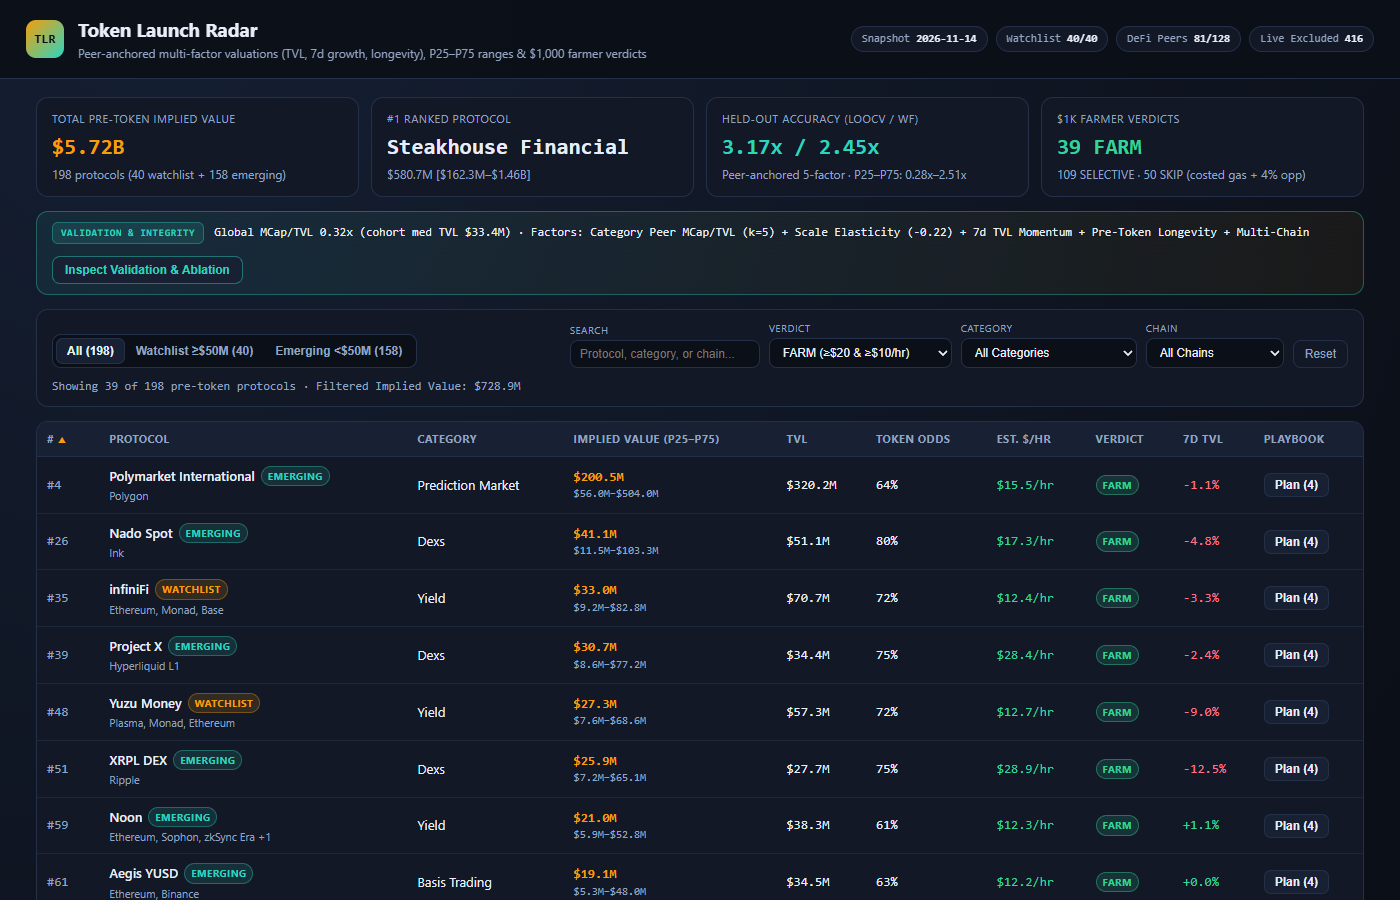 TLR
Token Launch Radar
Peer-anchored multi-factor valuations (TVL, 7d growth, longevity), P25–P75 ranges & $1,000 farmer verdicts
Snapshot 2026-11-14
Watchlist 40/40
DeFi Peers 81/128
Live Excluded 416
TOTAL PRE-TOKEN IMPLIED VALUE
$5.72B
198 protocols (40 watchlist + 158 emerging)
#1 RANKED PROTOCOL
Steakhouse Financial
$580.7M [$162.3M–$1.46B]
HELD-OUT ACCURACY (LOOCV / WF)
3.17x / 2.45x
Peer-anchored 5-factor · P25–P75: 0.28x–2.51x
$1K FARMER VERDICTS
39 FARM
109 SELECTIVE · 50 SKIP (costed gas + 4% opp)
VALIDATION & INTEGRITY Global MCap/TVL 0.32x (cohort med TVL $33.4M) · Factors: Category Peer MCap/TVL (k=5) + Scale Elasticity (-0.22) + 7d TVL Momentum + Pre-Token Longevity + Multi-Chain
Inspect Validation & Ablation
All (198) Watchlist ≥$50M (40) Emerging <$50M (158)
SEARCH
Protocol, category, or chain...
VERDICT
FARM (≥$20 & ≥$10/hr)
CATEGORY
All Categories
CHAIN
All Chains
Reset
Showing 39 of 198 pre-token protocols · Filtered Implied Value: $728.9M
# ▲ PROTOCOL CATEGORY IMPLIED VALUE (P25–P75) TVL TOKEN ODDS EST. $/HR VERDICT 7D TVL PLAYBOOK
#4 Polymarket International EMERGING Prediction Market $200.5M $320.2M 64% $15.5/hr FARM -1.1% Plan (4)
Polygon $56.0M–$504.0M
#26 Nado Spot EMERGING Dexs $41.1M $51.1M 80% $17.3/hr FARM -4.8% Plan (4)
Ink $11.5M–$103.3M
#35 infiniFi WATCHLIST Yield $33.0M $70.7M 72% $12.4/hr FARM -3.3% Plan (4)
Ethereum, Monad, Base $9.2M–$82.8M
#39 Project X EMERGING Dexs $30.7M $34.4M 75% $28.4/hr FARM -2.4% Plan (4)
Hyperliquid L1 $8.6M–$77.2M
#48 Yuzu Money WATCHLIST Yield $27.3M $57.3M 72% $12.7/hr FARM -9.0% Plan (4)
Plasma, Monad, Ethereum $7.6M–$68.6M
#51 XRPL DEX EMERGING Dexs $25.9M $27.7M 75% $28.9/hr FARM -12.5% Plan (4)
Ripple $7.2M–$65.1M
#59 Noon EMERGING Yield $21.0M $38.3M 61% $12.3/hr FARM +1.1% Plan (4)
Ethereum, Sophon, zkSync Era +1 $5.9M–$52.8M
#61 Aegis YUSD EMERGING Basis Trading $19.1M $34.5M 63% $12.2/hr FARM +0.0% Plan (4)
Ethereum, Binance $5.3M–$48.0M